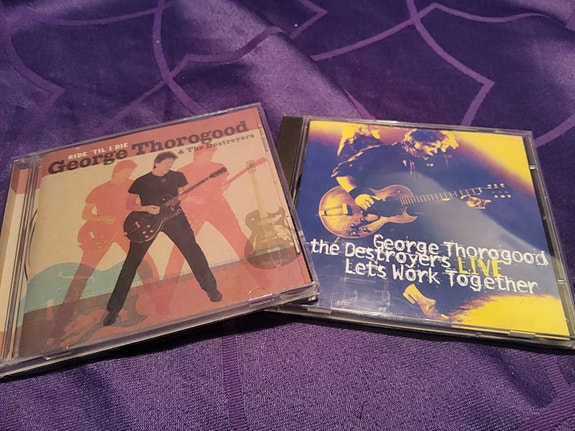 RIDE 'TIL I DIE
George Thorogood
& The Destroyers
George Thorogood
the Destroyers LIVE
Let's Work Together